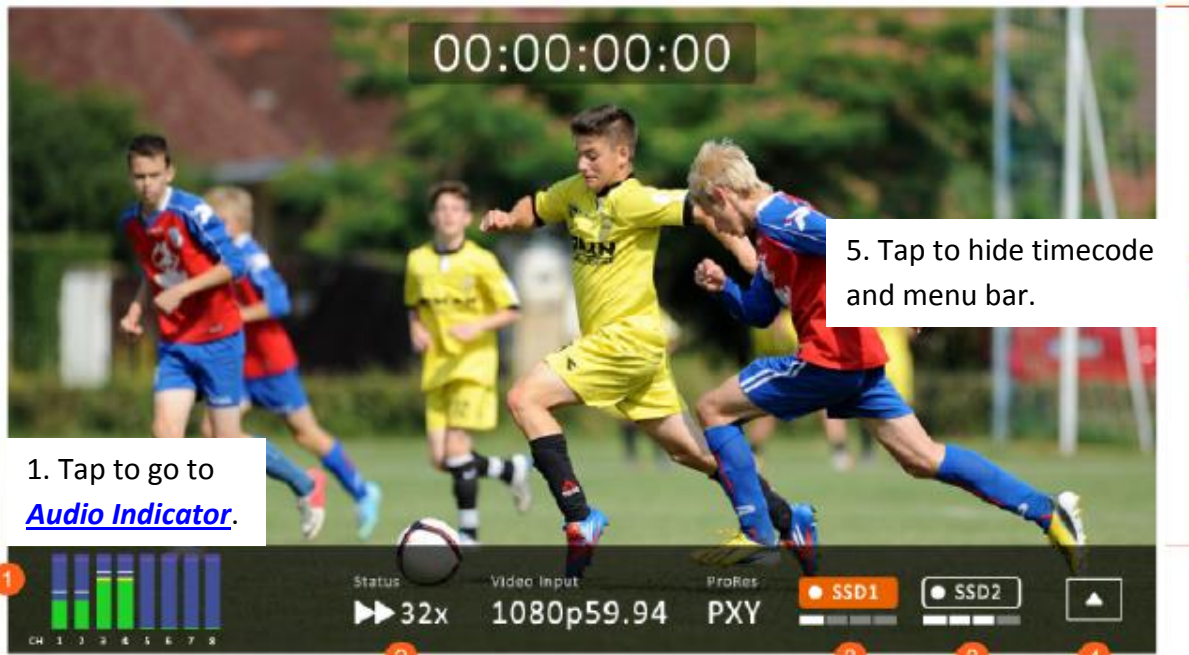 00:00:00:00
5. Tap to hide timecode
and menu bar.
1. Tap to go to
Audio Indicator.
1
Status
Video Input
ProRes
SSD1
SSD2
32x
1080p59.94
PXY
CH 1 2 3 4 5 6 7 8